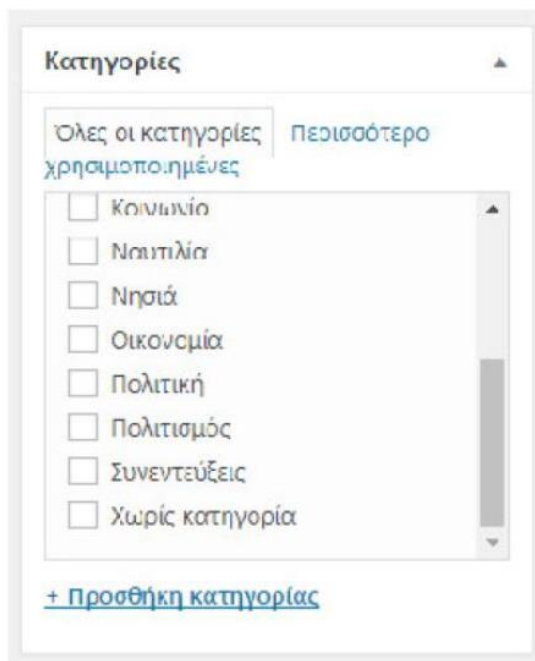 Κατηγορίες
Όλες οι κατηγορίες Περισσότερο
χρησιμοποιημένες
Κοινωνία
Ναυτιλία
Νησιά
Οικονομία
Πολιτική
Πολιτισμός
Συνεντεύξεις
Χωρίς κατηγορία
+ Προσθήκη κατηγορίας